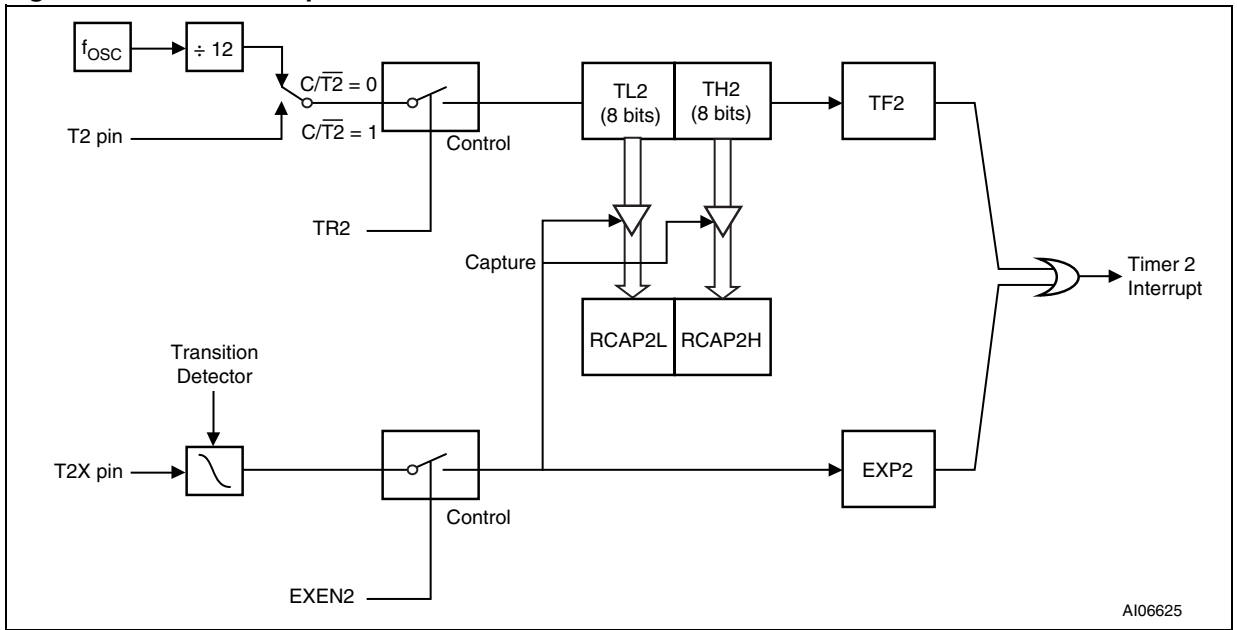 fOSC
÷ 12
C/T2̅ = 0
C/T2̅ = 1
T2 pin
Control
TR2
TL2
(8 bits)
TH2
(8 bits)
TF2
Capture
RCAP2L
RCAP2H
Timer 2
Interrupt
Transition
Detector
T2X pin
Control
EXEN2
EXP2
AI06625